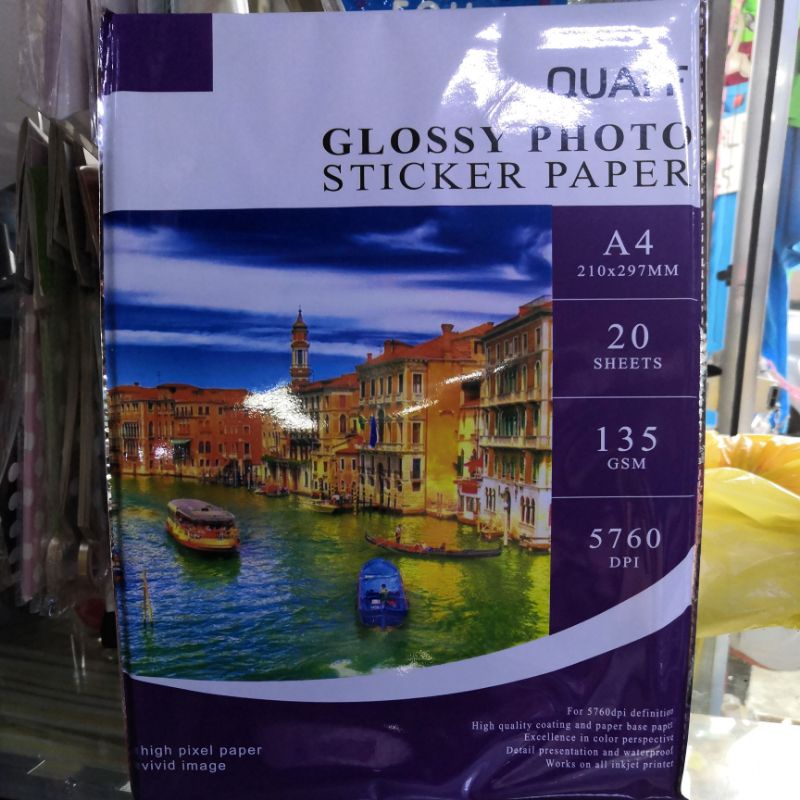 GLOSSY PHOTO
STICKER PAPER
A4
210x297MM
20
SHEETS
135
GSM
5760
DPI
For 5760dpi definition
High quality coating and paper base paper
Excellence in color perspective
Detail presentation and waterproof
Works on all inkjet printer
high pixel paper
vivid image